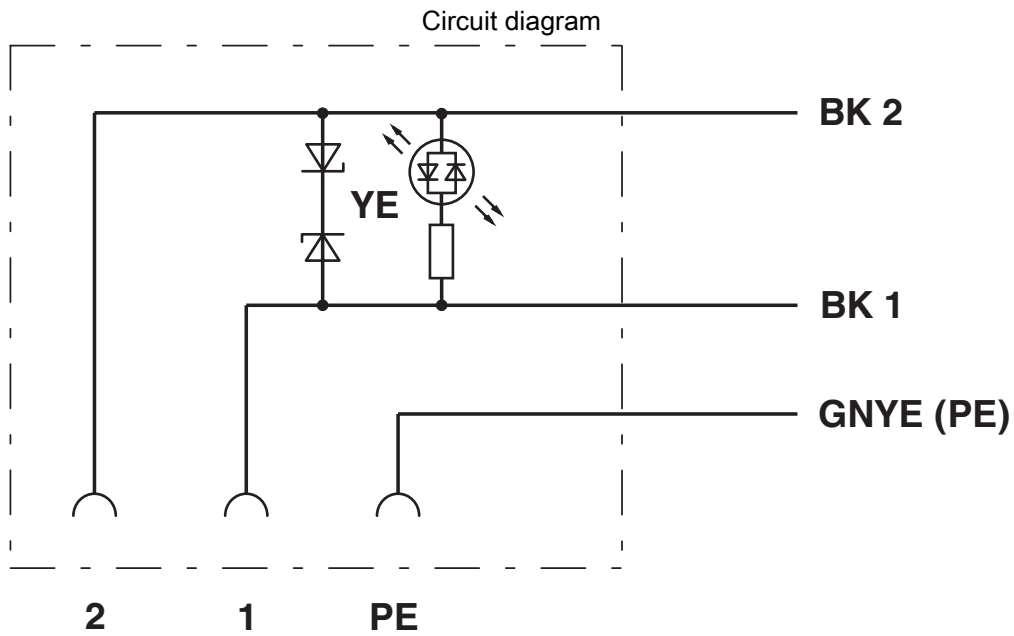 Circuit diagram
BK 2
YE
BK 1
GNYE (PE)
2 1 PE